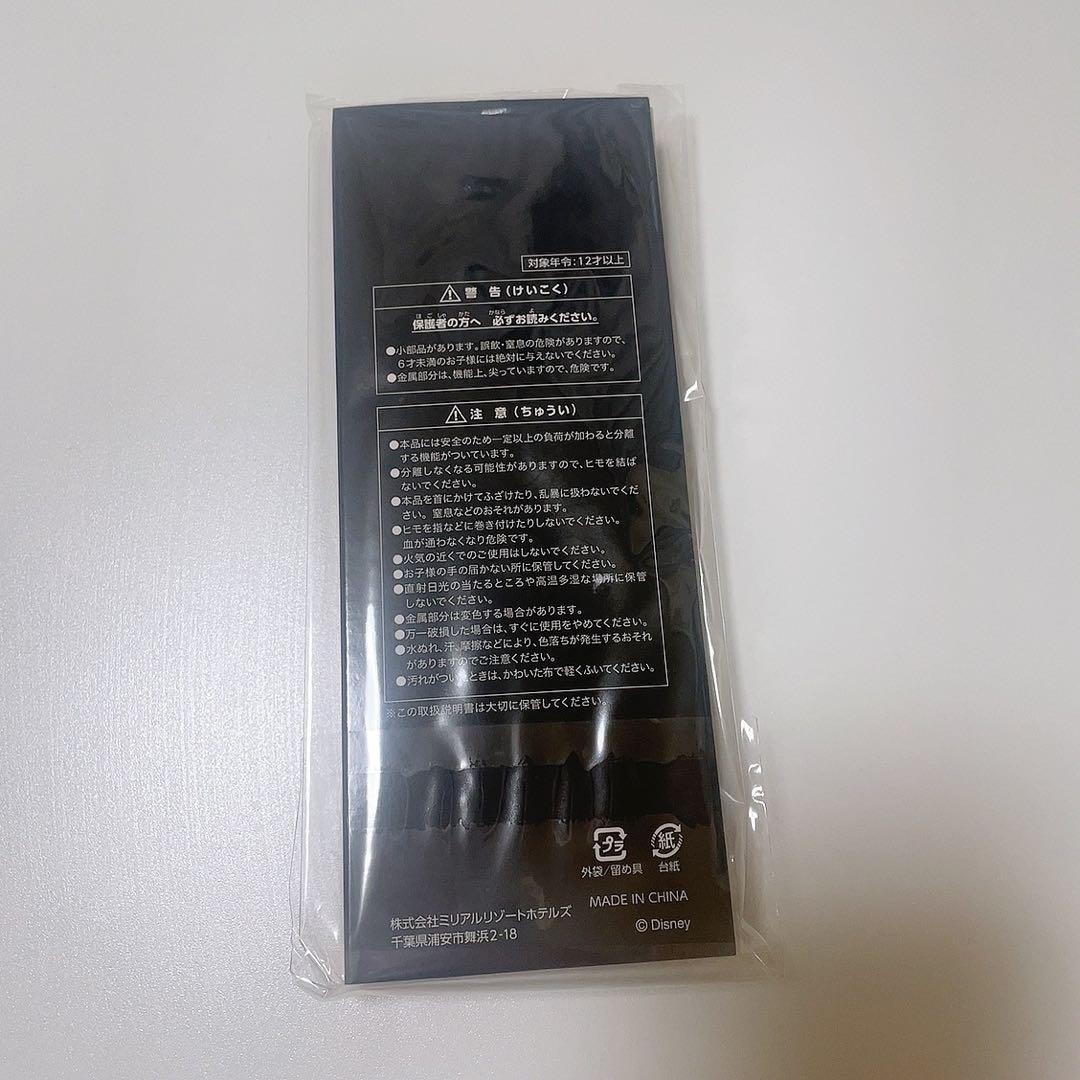 対象年令:12才以上
⚠警 告(けいこく)
ほごしゃ かた かなら よ
保護者の方へ 必ずお読みください。
●小部品があります。誤飲・窒息の危険がありますので、
6才未満のお子様には絶対に与えないでください。
●金属部分は、機能上、尖っていますので、危険です。
⚠注 意(ちゅうい)
●本品には安全のため一定以上の負荷が加わると分離
する機能がついています。
●分離しなくなる可能性がありますので、ヒモを結ば
ないでください。
●本品を首にかけてふざけたり、乱暴に扱わないでくだ
さい。窒息などのおそれがあります。
●ヒモを指などに巻き付けたりしないでください。
血が通わなくなり危険です。
●火気の近くでのご使用はしないでください。
●お子様の手の届かない所に保管してください。
●直射日光の当たるところや高温多湿な場所に保管
しないでください。
●金属部分は変色する場合があります。
●万一破損した場合は、すぐに使用をやめてください。
●水ぬれ、汗、摩擦などにより、色落ちが発生するおそれ
がありますのでご注意ください。
●汚れがついたときは、かわいた布で軽くふいてください。
※この取扱説明書は大切に保管してください。
プラ 紙
外袋/留め具 台紙
MADE IN CHINA
株式会社ミリアルリゾートホテルズ
千葉県浦安市舞浜2-18
© Disney